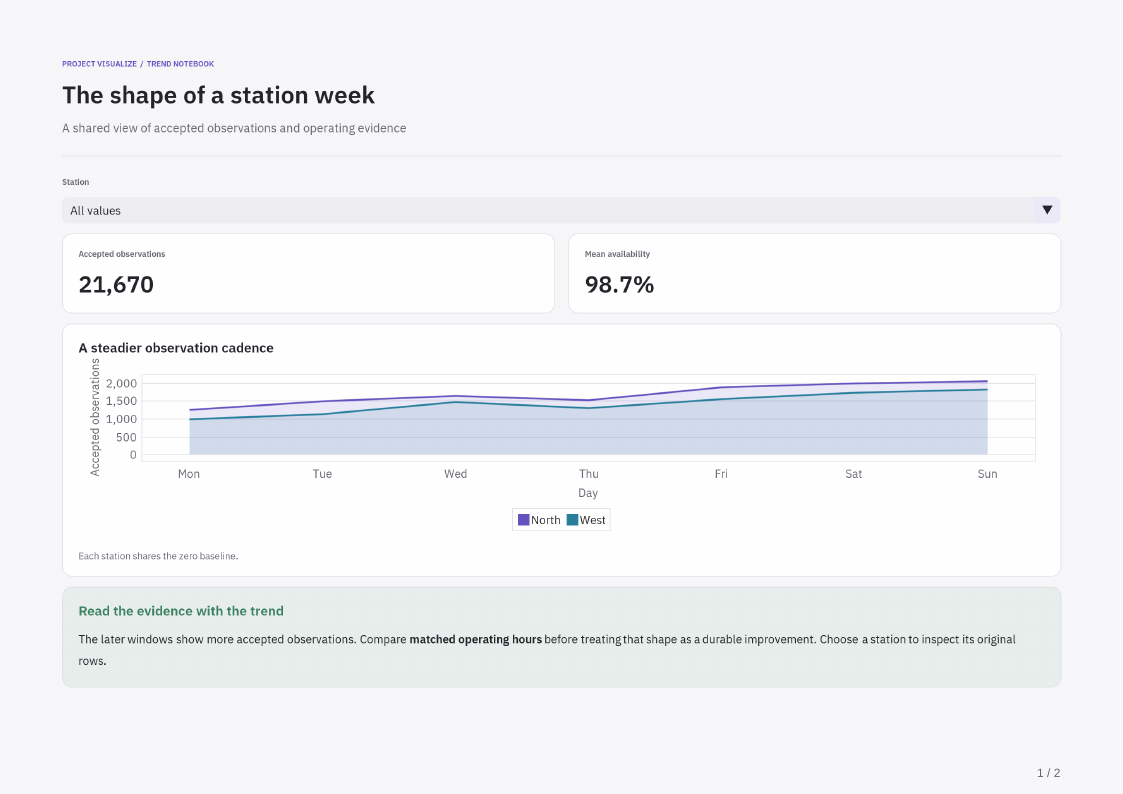 PROJECT VISUALIZE / TREND NOTEBOOK
The shape of a station week
A shared view of accepted observations and operating evidence
Station
All values
Accepted observations
21,670
Mean availability
98.7%
A steadier observation cadence
Accepted observations
2,000
1,500
1,000
500
0
Mon Tue Wed Thu Fri Sat Sun
Day
North West
Each station shares the zero baseline.
Read the evidence with the trend
The later windows show more accepted observations. Compare matched operating hours before treating that shape as a durable improvement. Choose a station to inspect its original
rows.
1 / 2